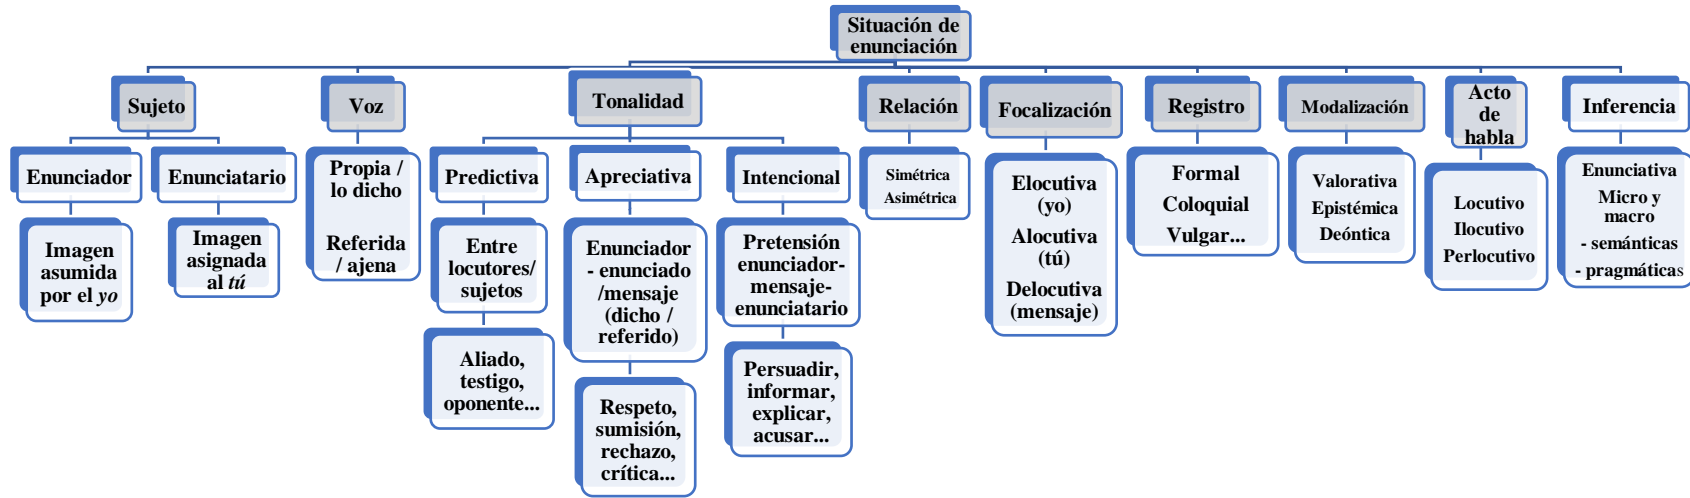 Situación de
enunciación
Sujeto
Voz
Tonalidad
Relación
Focalización
Registro
Modalización
Acto
de
habla
Inferencia
Enunciador
Enunciatario
Propia /
lo dicho
Referida
/ ajena
Predictiva
Apreciativa
Intencional
Simétrica
Asimétrica
Elocutiva
(yo)
Alocutiva
(tú)
Delocutiva
(mensaje)
Formal
Coloquial
Vulgar...
Valorativa
Epistémica
Deóntica
Locutivo
Ilocutivo
Perlocutivo
Enunciativa
Micro y
macro
- semánticas
- pragmáticas
Imagen
asumida
por el yo
Imagen
asignada
al tú
Entre
locutores/
sujetos
Enunciador
- enunciado
/mensaje
(dicho /
referido)
Pretensión
enunciador-
mensaje-
enunciatario
Aliado,
testigo,
oponente...
Respeto,
sumisión,
rechazo,
crítica...
Persuadir,
informar,
explicar,
acusar...